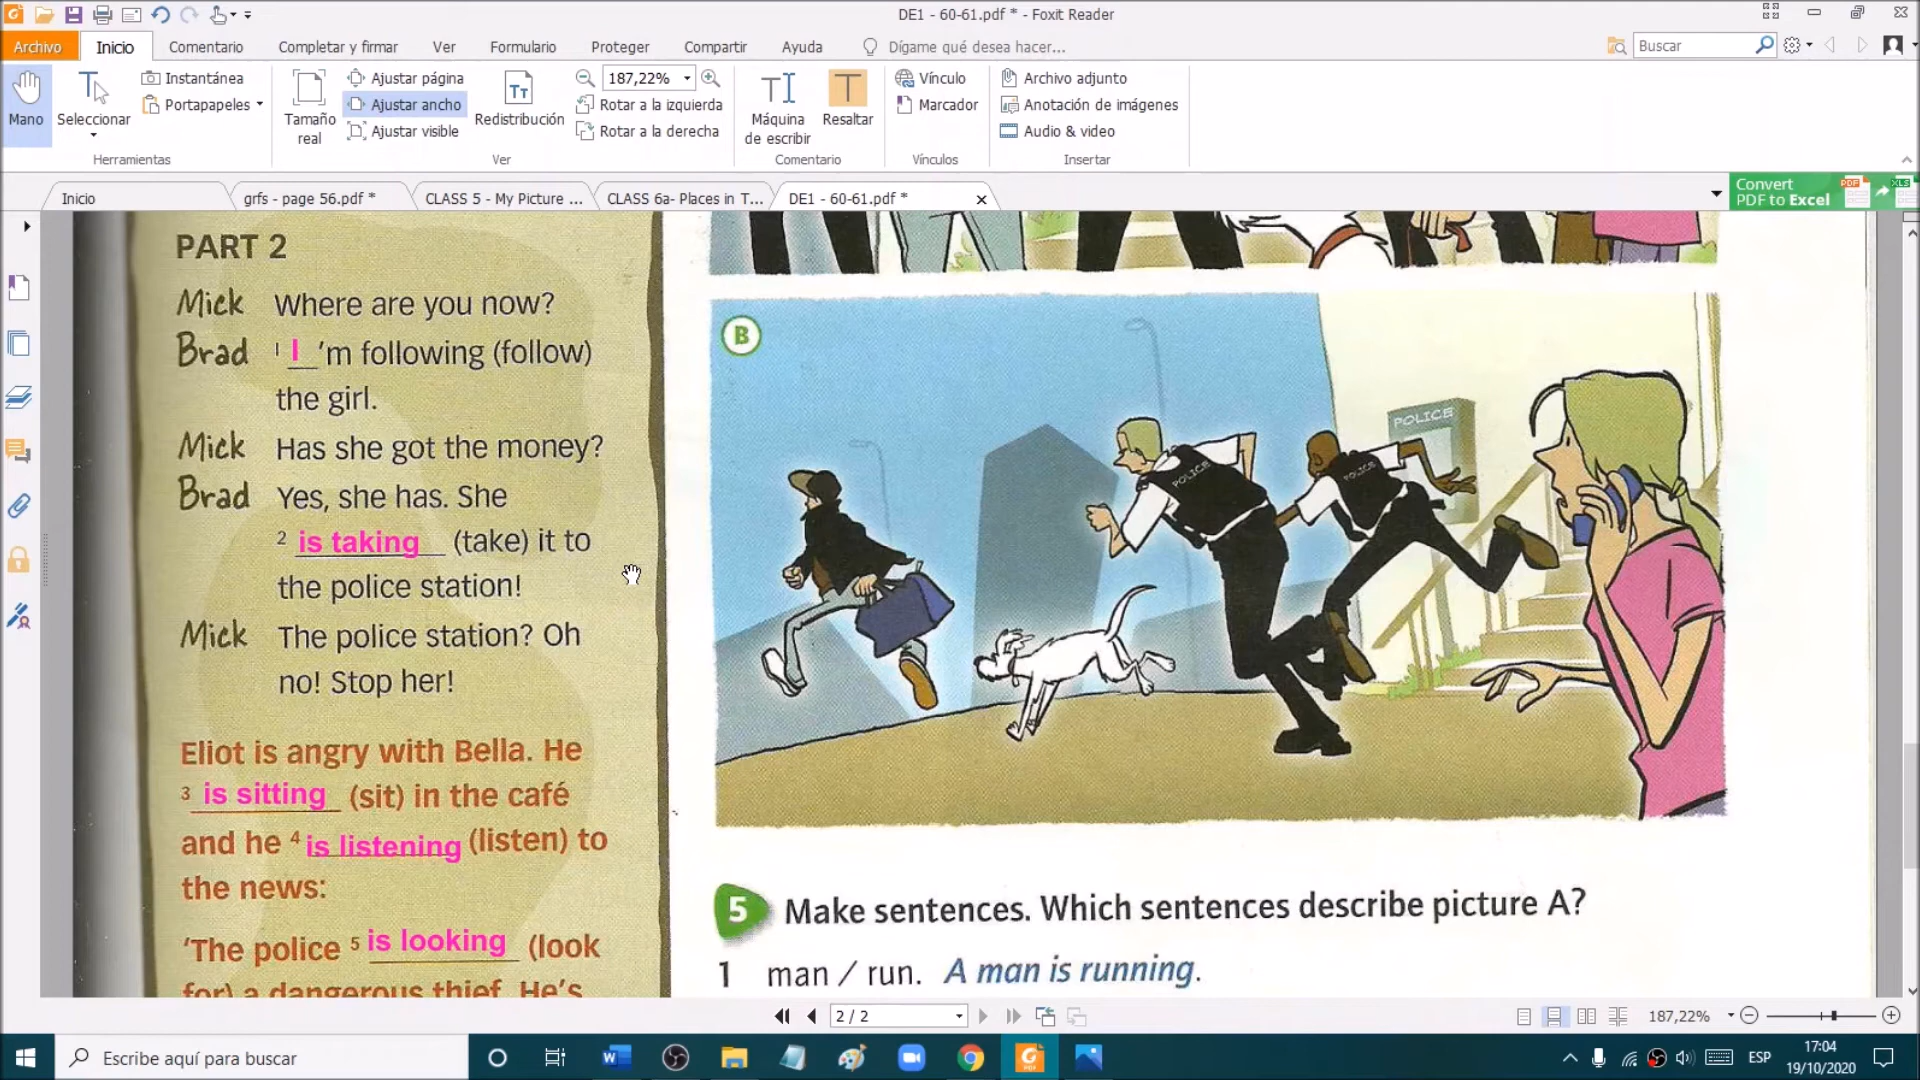 DE1 - 60-61.pdf * - Foxit Reader
Archivo
Inicio
Comentario
Completar y firmar
Ver
Formulario
Proteger
Compartir
Ayuda
Dígame qué desea hacer...
Buscar
Mano
Seleccionar
Instantánea
Portapapeles
Herramientas
Tamaño real
Ajustar página
Ajustar ancho
Ajustar visible
Redistribución
187,22%
Rotar a la izquierda
Rotar a la derecha
Ver
Máquina de escribir
Resaltar
Comentario
Vínculo
Marcador
Vínculos
Archivo adjunto
Anotación de imágenes
Audio & video
Insertar
Inicio
grfs - page 56.pdf *
CLASS 5 - My Picture ...
CLASS 6a- Places in T...
DE1 - 60-61.pdf *
Convert
PDF to Excel
PDF
XLS
PART 2
Mick Where are you now?
Brad 1 I 'm following (follow)
the girl.
Mick Has she got the money?
Brad Yes, she has. She
2 is taking (take) it to
the police station!
Mick The police station? Oh
no! Stop her!
Eliot is angry with Bella. He
3 is sitting (sit) in the café
and he 4 is listening (listen) to
the news:
'The police 5 is looking (look
for) a dangerous thief. He's
B
POLICE
POLICE
POLICE
5 Make sentences. Which sentences describe picture A?
1 man / run. A man is running.
2 / 2
187,22%
Escribe aquí para buscar
ESP
17:04
19/10/2020